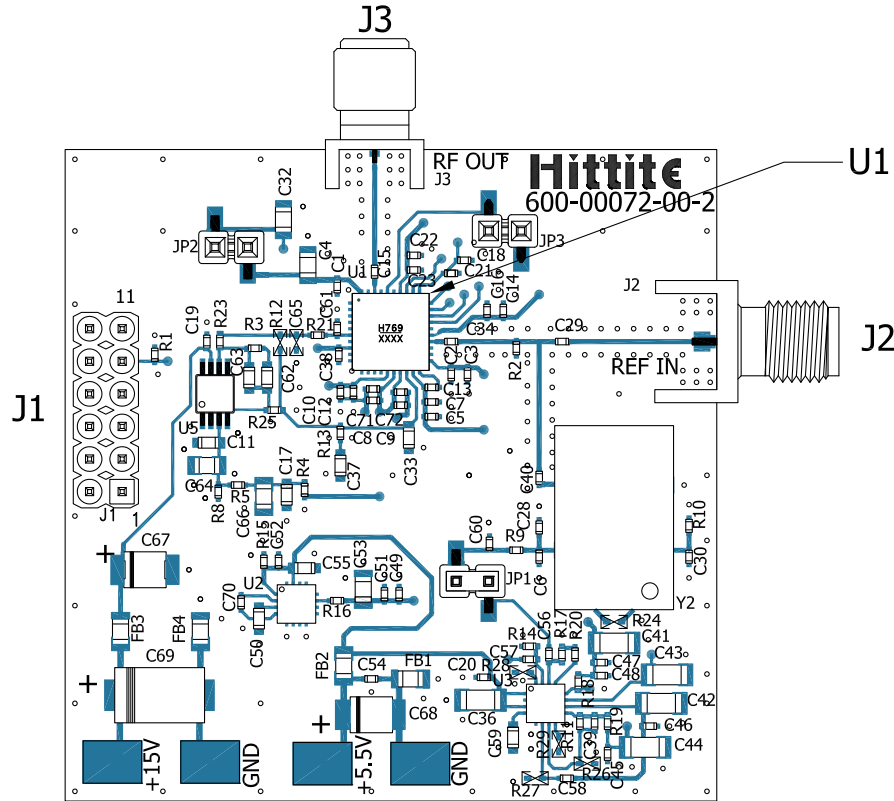 J3
RF OUT
J3
Hittite
600-00072-00-2
U1
C32
JP2
C4
C1
U1
C15
C22
C23
C21
C18
JP3
C16
C14
J2
J2
REF IN
11
C19
R23
R1
R3
R12
C65
R21
C61
H769
XXXX
C34
C29
C2
C3
R2
C38
C63
C62
J1
U5
R25
C10
C12
C71
C72
C13
C7
C5
C8
C9
R13
C11
C64
R8
R5
C66
C17
R4
C37
C33
J1
1
C40
C28
C60
R9
C6
R10
C30
JP1
Y2
+
C67
R15
C52
U2
C55
C53
C51
C49
C70
R16
C50
FB3
FB4
C69
+
FB2
C54
FB1
C68
+
C20
C36
R14
C57
R28
U3
C56
R17
R20
R24
C41
C47
C48
C43
R18
C42
R19
C46
C44
C45
C59
R29
R11
C39
R26
R27
C58
+15V
GND
+5.5V
GND